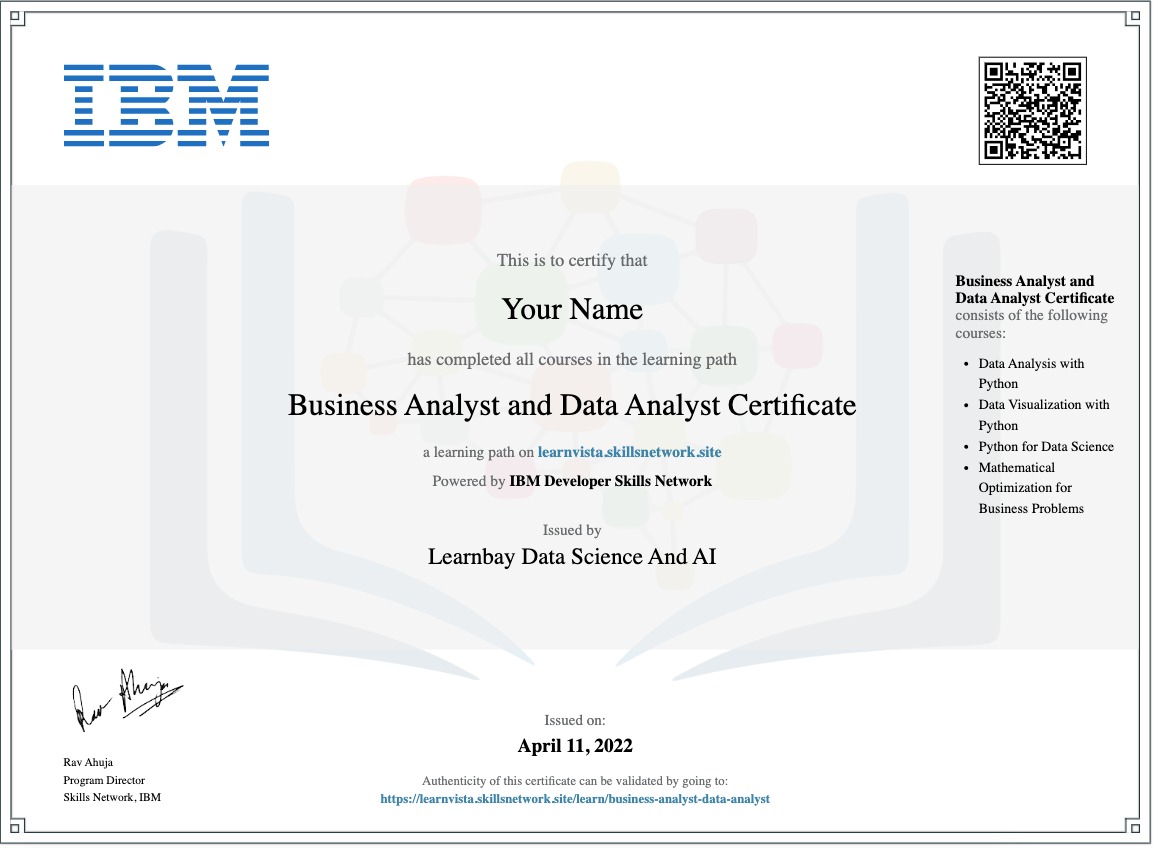 IBM
This is to certify that
Your Name
has completed all courses in the learning path
Business Analyst and Data Analyst Certificate
a learning path on learnvista.skillsnetwork.site
Powered by IBM Developer Skills Network
Issued by
Learnbay Data Science And AI
Business Analyst and
Data Analyst Certificate
consists of the following
courses:
• Data Analysis with
Python
• Data Visualization with
Python
• Python for Data Science
• Mathematical
Optimization for
Business Problems
Rav Ahuja
Rav Ahuja
Program Director
Skills Network, IBM
Issued on:
April 11, 2022
Authenticity of this certificate can be validated by going to:
https://learnvista.skillsnetwork.site/learn/business-analyst-data-analyst